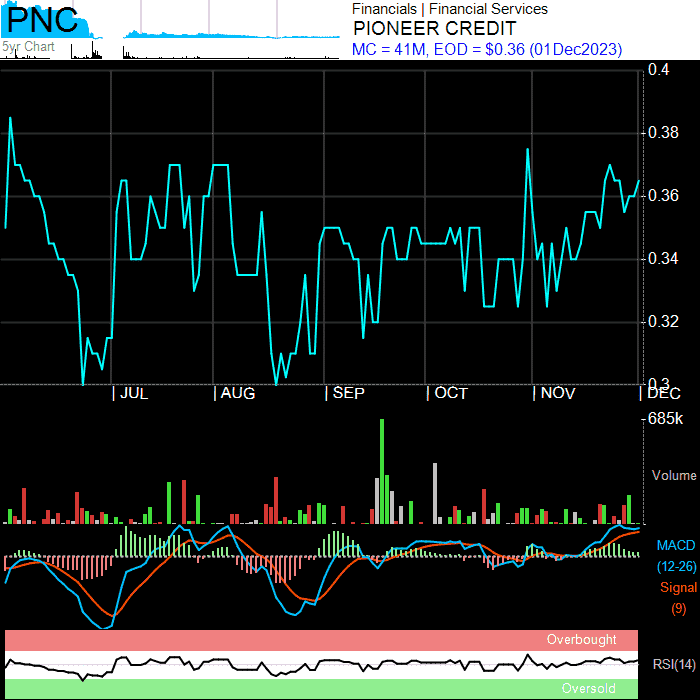 PNC
5yr Chart
Financials | Financial Services
PIONEER CREDIT
MC = 41M, EOD = $0.36 (01Dec2023)
0.4
0.38
0.36
0.34
0.32
0.3
JUL
AUG
SEP
OCT
NOV
DEC
685k
Volume
MACD
(12-26)
Signal
(9)
Overbought
RSI(14)
Oversold